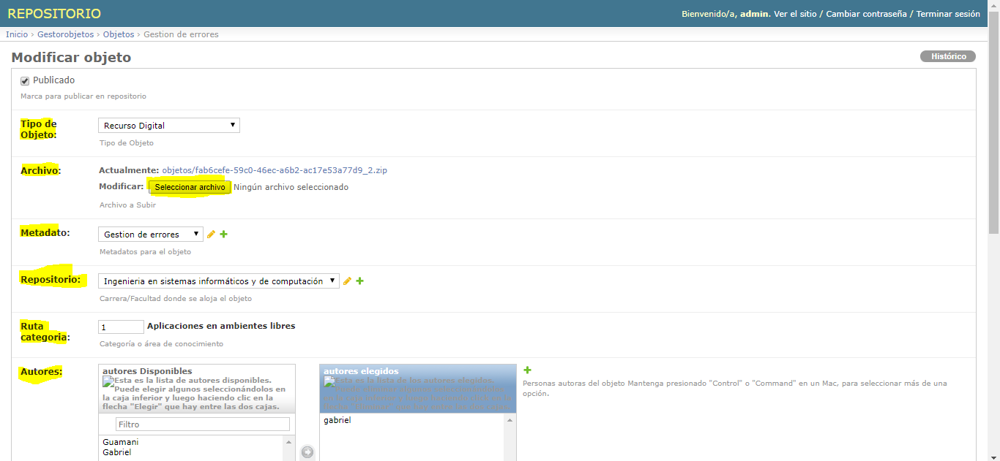 REPOSITORIO
Bienvenido/a, admin. Ver el sitio / Cambiar contraseña / Terminar sesión
Inicio › Gestorobjetos › Objetos › Gestion de errores
Modificar objeto
Histórico
Publicado
Marca para publicar en repositorio
Tipo de
Objeto:
Recurso Digital
Tipo de Objeto
Archivo:
Actualmente: objetos/fab6cefe-59c0-46ec-a6b2-ac17e53a77d9_2.zip
Modificar: Seleccionar archivo Ningún archivo seleccionado
Archivo a Subir
Metadato:
Gestion de errores
Metadatos para el objeto
Repositorio:
Ingenieria en sistemas informáticos y de computación
Carrera/Facultad donde se aloja el objeto
Ruta
categoria:
1 Aplicaciones en ambientes libres
Categoría o área de conocimiento
Autores:
autores Disponibles
Esta es la lista de autores disponibles.
Puede elegir algunos seleccionándolos en
la caja inferior y luego haciendo clic en la
flecha "Elegir" que hay entre las dos cajas.
Filtro
Guamani
Gabriel
autores elegidos
Esta es la lista de los autores elegidos.
gabriel
Personas autoras del objeto Mantenga presionado "Control" o "Command" en un Mac, para seleccionar más de una
opción.